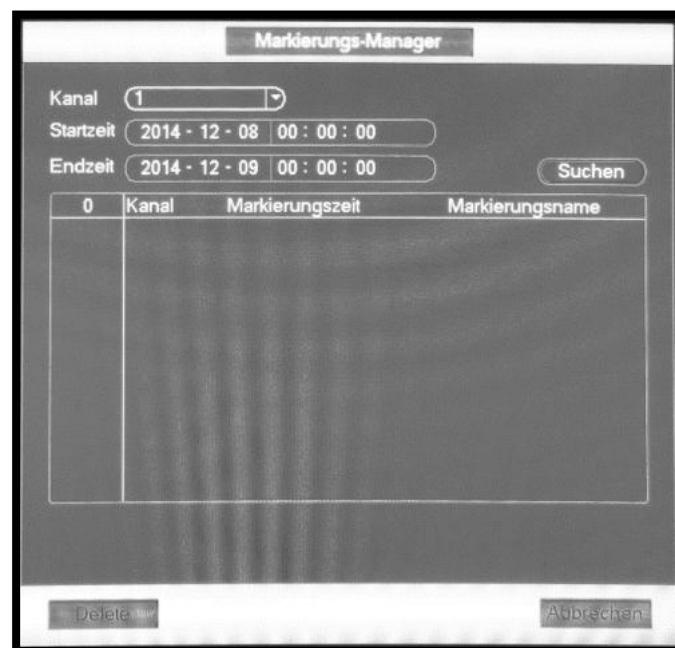 Markierungs-Manager
Kanal 1
Startzeit 2014 - 12 - 08 00 : 00 : 00
Endzeit 2014 - 12 - 09 00 : 00 : 00
Suchen
0 Kanal Markierungszeit Markierungsname
Delete Abbrechen